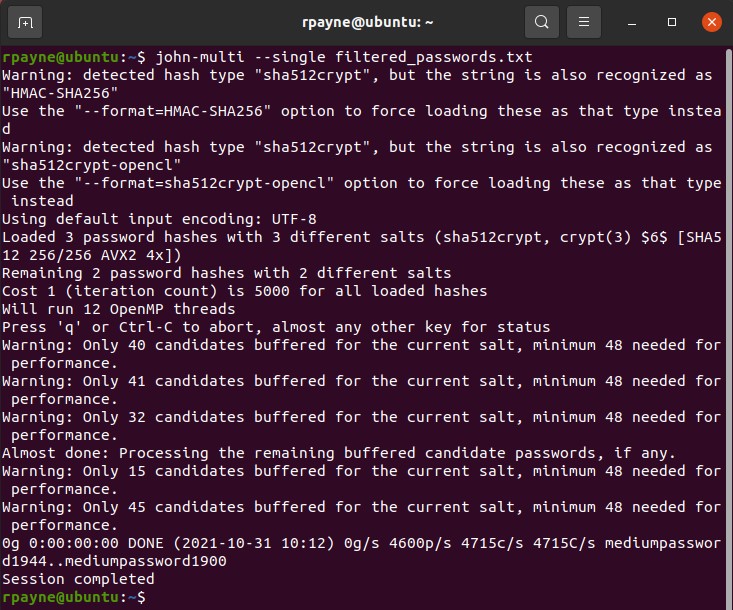 rpayne@ubuntu: ~
rpayne@ubuntu:~$ john-multi --single filtered_passwords.txt
Warning: detected hash type "sha512crypt", but the string is also recognized as
"HMAC-SHA256"
Use the "--format=HMAC-SHA256" option to force loading these as that type instea
d
Warning: detected hash type "sha512crypt", but the string is also recognized as
"sha512crypt-opencl"
Use the "--format=sha512crypt-opencl" option to force loading these as that type
 instead
Using default input encoding: UTF-8
Loaded 3 password hashes with 3 different salts (sha512crypt, crypt(3) $6$ [SHA5
12 256/256 AVX2 4x])
Remaining 2 password hashes with 2 different salts
Cost 1 (iteration count) is 5000 for all loaded hashes
Will run 12 OpenMP threads
Press 'q' or Ctrl-C to abort, almost any other key for status
Warning: Only 40 candidates buffered for the current salt, minimum 48 needed for
 performance.
Warning: Only 41 candidates buffered for the current salt, minimum 48 needed for
 performance.
Warning: Only 32 candidates buffered for the current salt, minimum 48 needed for
 performance.
Almost done: Processing the remaining buffered candidate passwords, if any.
Warning: Only 15 candidates buffered for the current salt, minimum 48 needed for
 performance.
Warning: Only 45 candidates buffered for the current salt, minimum 48 needed for
 performance.
0g 0:00:00:00 DONE (2021-10-31 10:12) 0g/s 4600p/s 4715c/s 4715C/s mediumpasswor
d1944..mediumpassword1900
Session completed
rpayne@ubuntu:~$